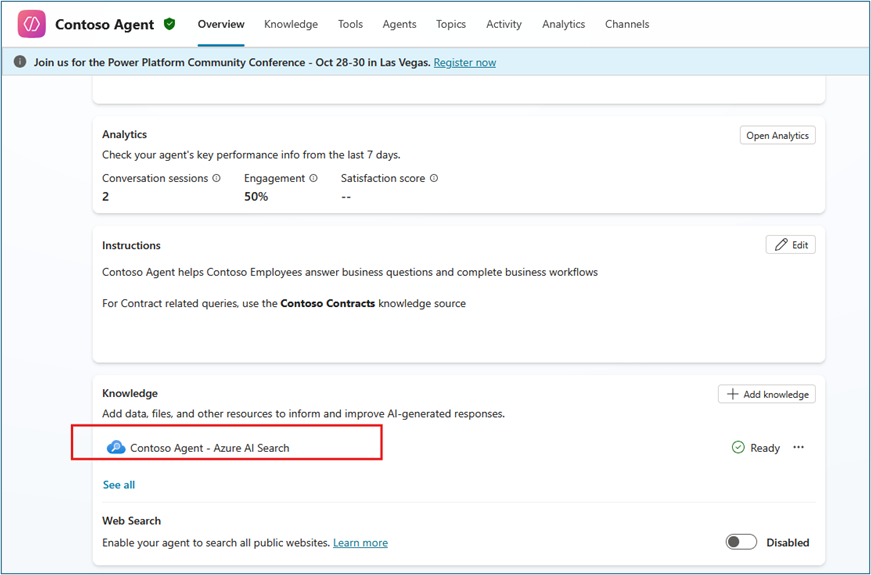 Contoso Agent
Overview
Knowledge
Tools
Agents
Topics
Activity
Analytics
Channels
Join us for the Power Platform Community Conference - Oct 28-30 in Las Vegas. Register now
Analytics
Open Analytics
Check your agent's key performance info from the last 7 days.
Conversation sessions
Engagement
Satisfaction score
2
50%
--
Instructions
Edit
Contoso Agent helps Contoso Employees answer business questions and complete business workflows
For Contract related queries, use the Contoso Contracts knowledge source
Knowledge
Add knowledge
Add data, files, and other resources to inform and improve AI-generated responses.
Contoso Agent - Azure AI Search
Ready
See all
Web Search
Enable your agent to search all public websites. Learn more
Disabled